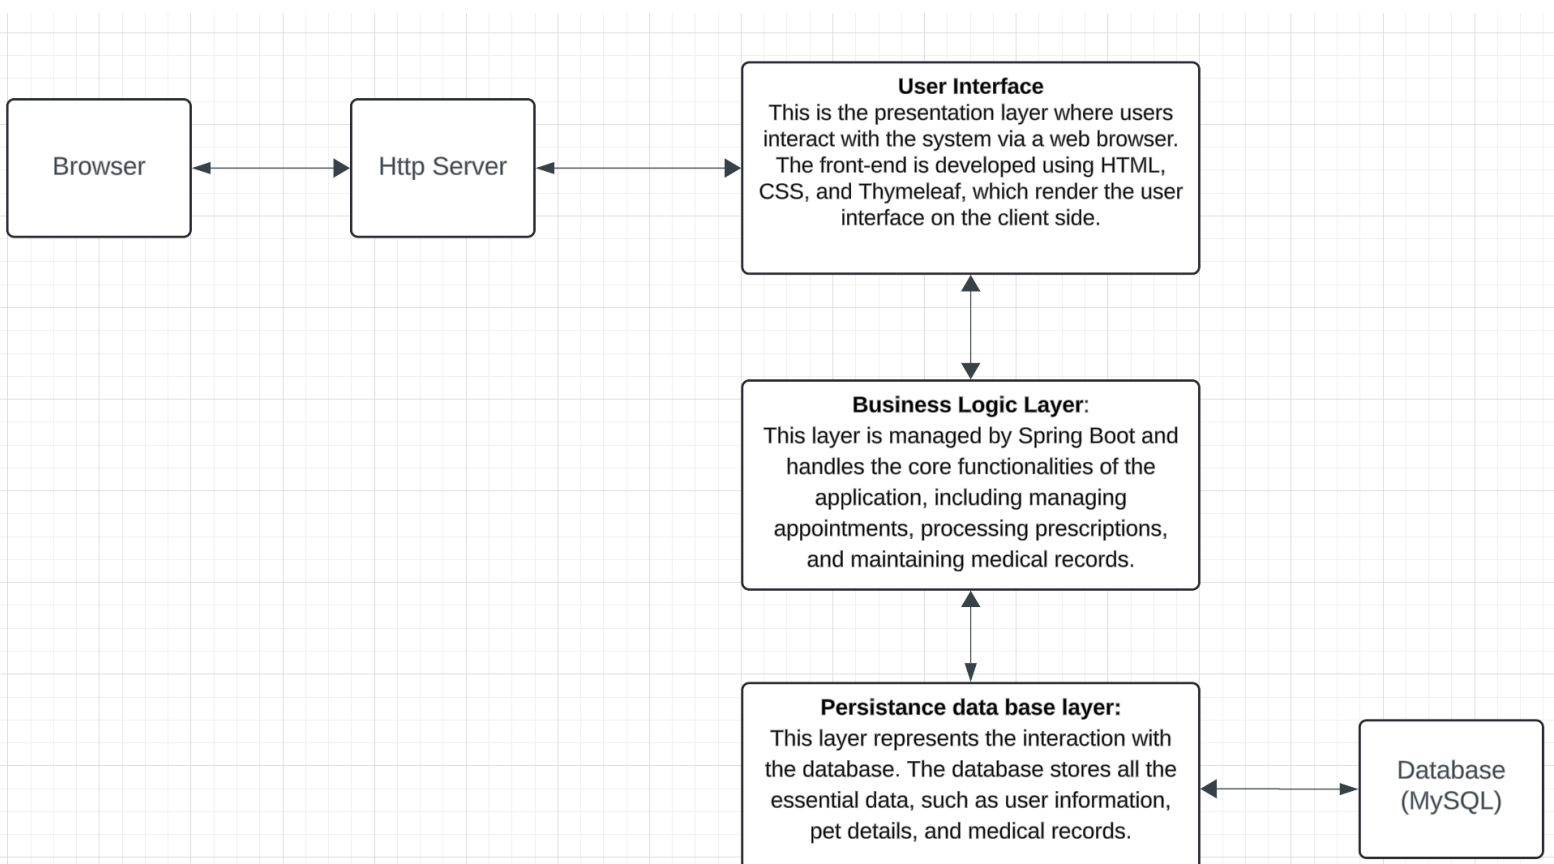 Browser
Http Server
User Interface
This is the presentation layer where users
interact with the system via a web browser.
The front-end is developed using HTML,
CSS, and Thymeleaf, which render the user
interface on the client side.
Business Logic Layer:
This layer is managed by Spring Boot and
handles the core functionalities of the
application, including managing
appointments, processing prescriptions,
and maintaining medical records.
Persistance data base layer:
This layer represents the interaction with
the database. The database stores all the
essential data, such as user information,
pet details, and medical records.
Database
(MySQL)